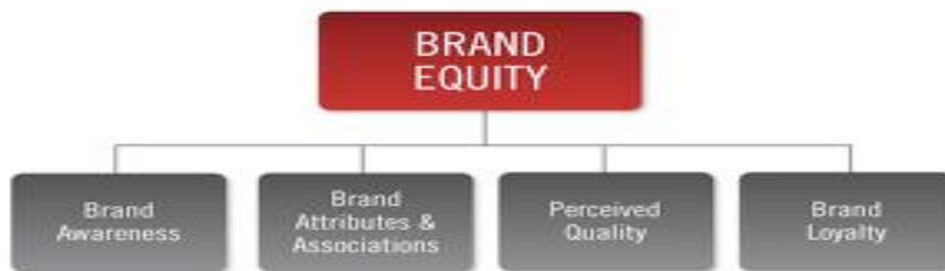 BRAND
EQUITY
Brand
Awareness
Brand
Attributes &
Associations
Perceived
Quality
Brand
Loyalty